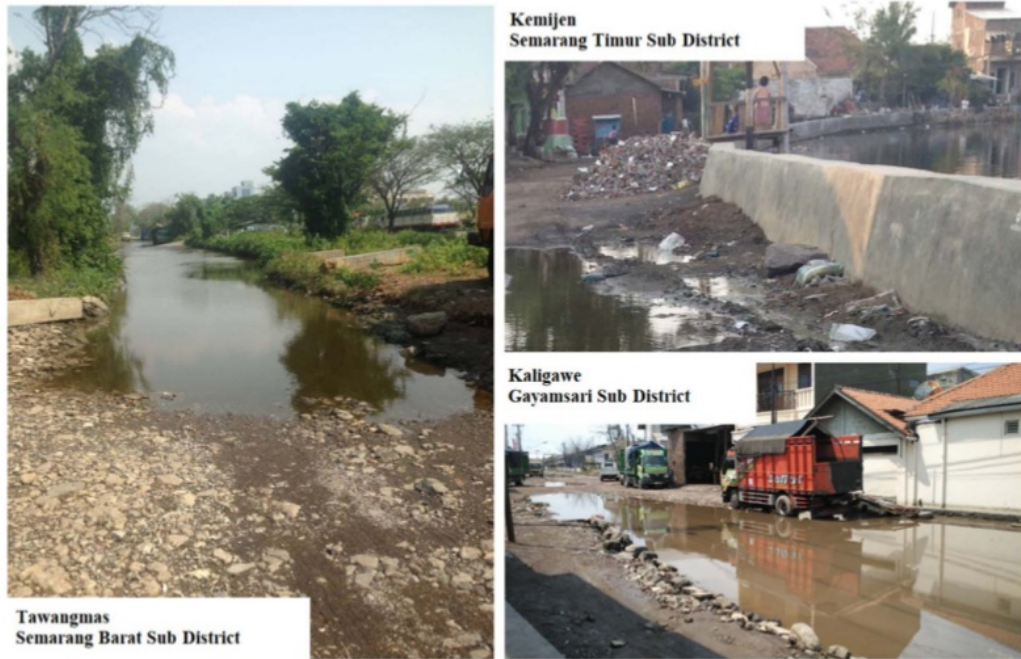 Kemijen
Semarang Timur Sub District
Kaligawe
Gayamsari Sub District
Tawangmas
Semarang Barat Sub District